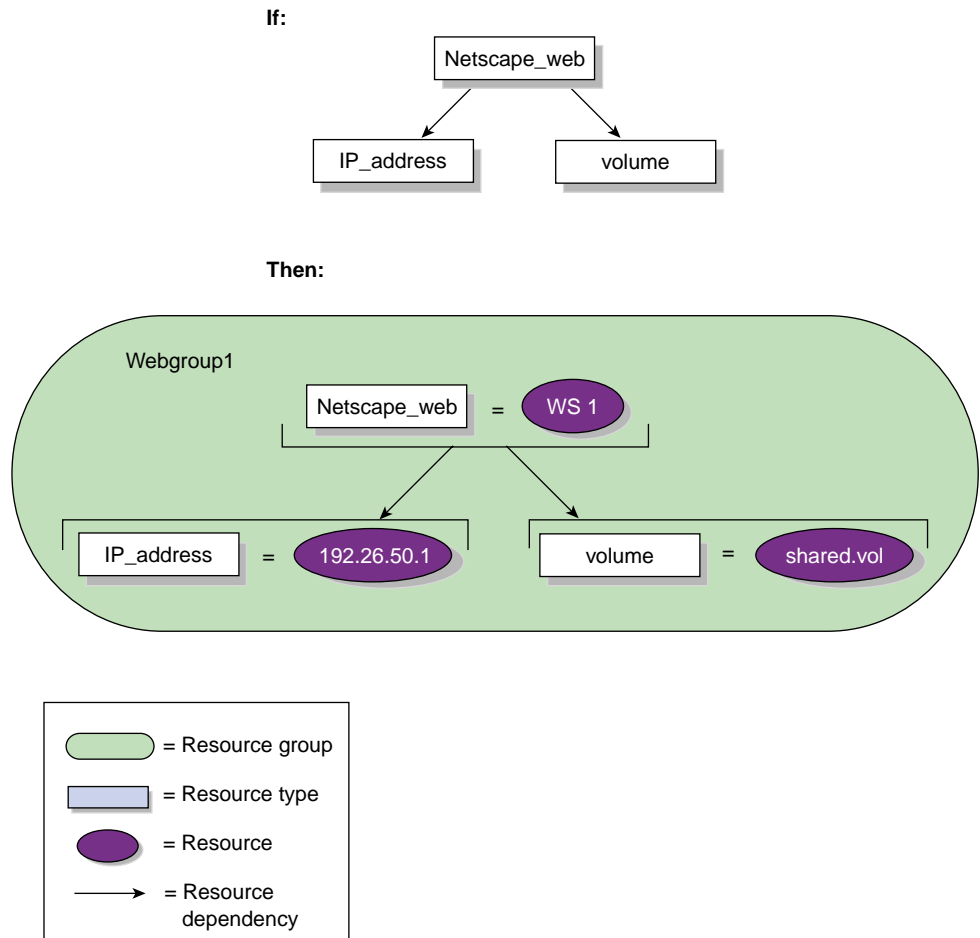 If:
Netscape_web
IP_address
volume
Then:
Webgroup1
Netscape_web = WS 1
IP_address = 192.26.50.1
volume = shared.vol
= Resource group
= Resource type
= Resource
= Resource
dependency